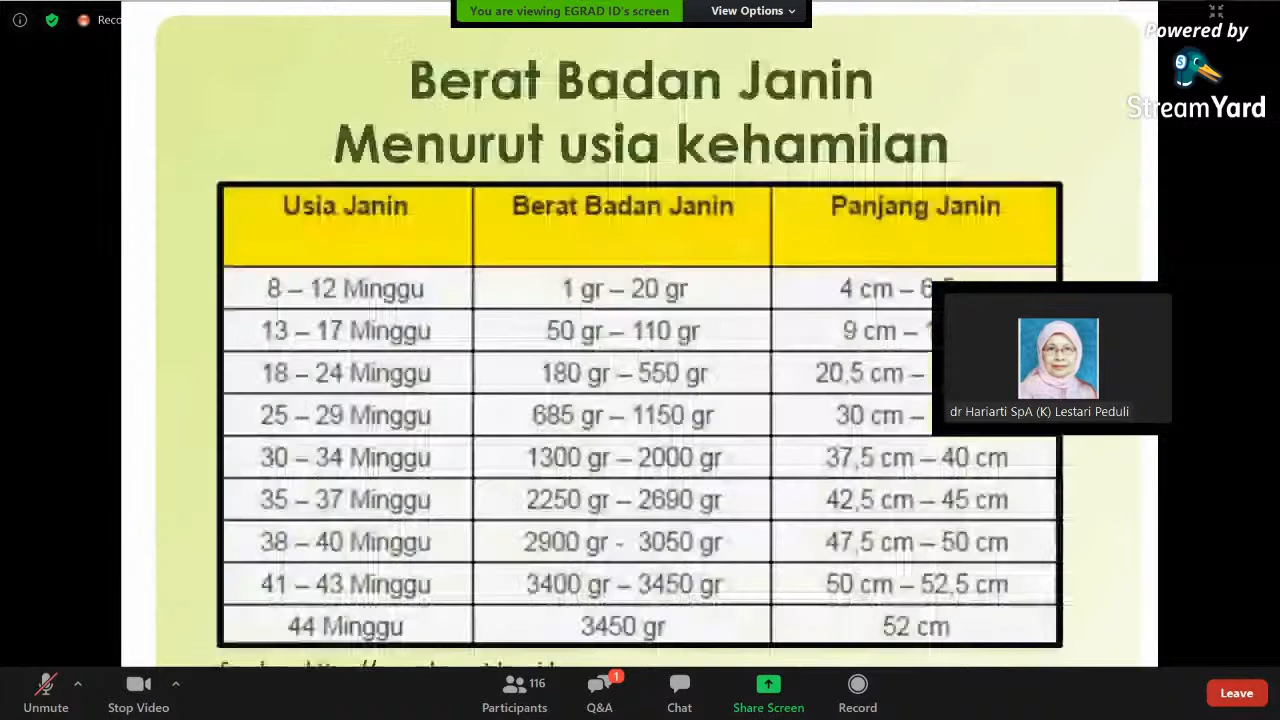 Reco
You are viewing EGRAD ID's screen
View Options
Powered by
StreamYard
Berat Badan Janin
Menurut usia kehamilan
Usia Janin Berat Badan Janin Panjang Janin
8 – 12 Minggu 1 gr – 20 gr 4 cm –
13 – 17 Minggu 50 gr – 110 gr 9 cm –
18 – 24 Minggu 180 gr – 550 gr 20,5 cm –
25 – 29 Minggu 685 gr – 1150 gr 30 cm –
dr Hariarti SpA (K) Lestari Peduli
30 – 34 Minggu 1300 gr – 2000 gr 37,5 cm – 40 cm
35 – 37 Minggu 2250 gr – 2690 gr 42,5 cm – 45 cm
38 – 40 Minggu 2900 gr - 3050 gr 47,5 cm – 50 cm
41 – 43 Minggu 3400 gr – 3450 gr 50 cm – 52,5 cm
44 Minggu 3450 gr 52 cm
Unmute
Stop Video
116
Participants
1
Q&A
Chat
Share Screen
Record
Leave